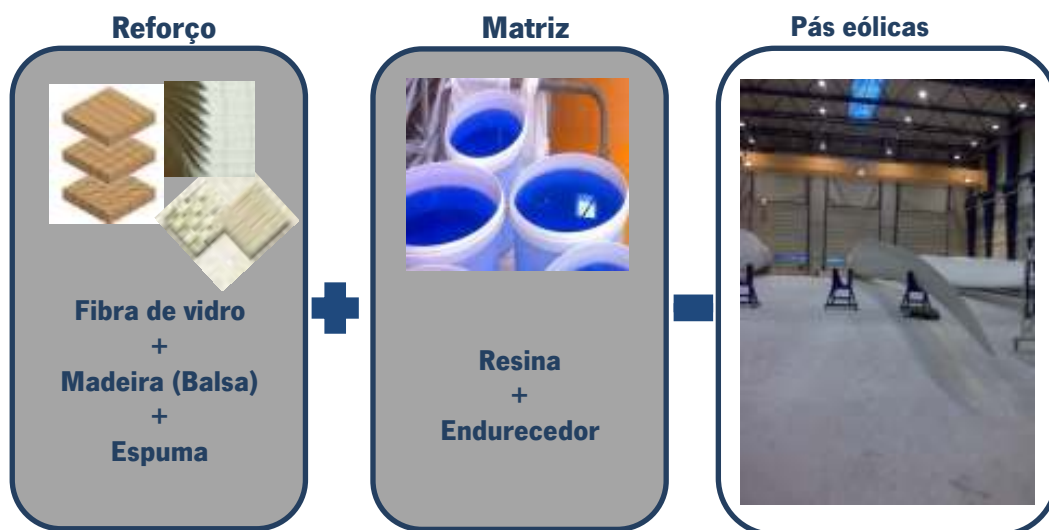 Reforço
Fibra de vidro
+
Madeira (Balsa)
+
Espuma
Matriz
Resina
+
Endurecedor
Pás eólicas